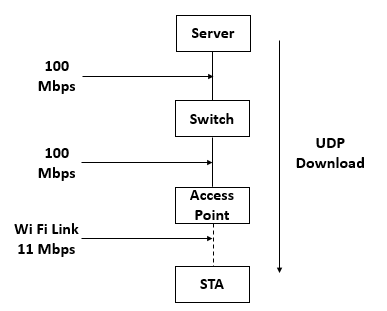 Server
100
Mbps
Switch
UDP
Download
100
Mbps
Access
Point
Wi Fi Link
11 Mbps
STA